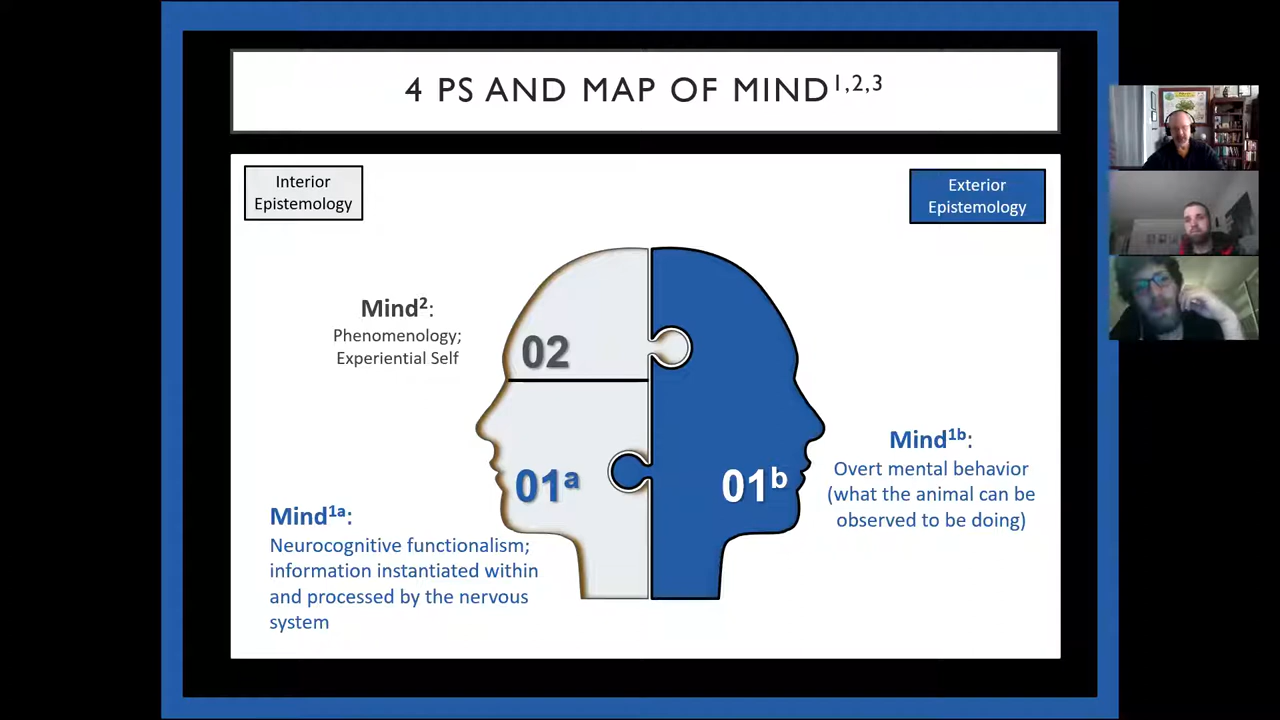 4 PS AND MAP OF MIND1,2,3
Interior
Epistemology
Exterior
Epistemology
Mind2:
Phenomenology;
Experiential Self
02
Mind1b:
Overt mental behavior
(what the animal can be
observed to be doing)
01a
01b
Mind1a:
Neurocognitive functionalism;
information instantiated within
and processed by the nervous
system